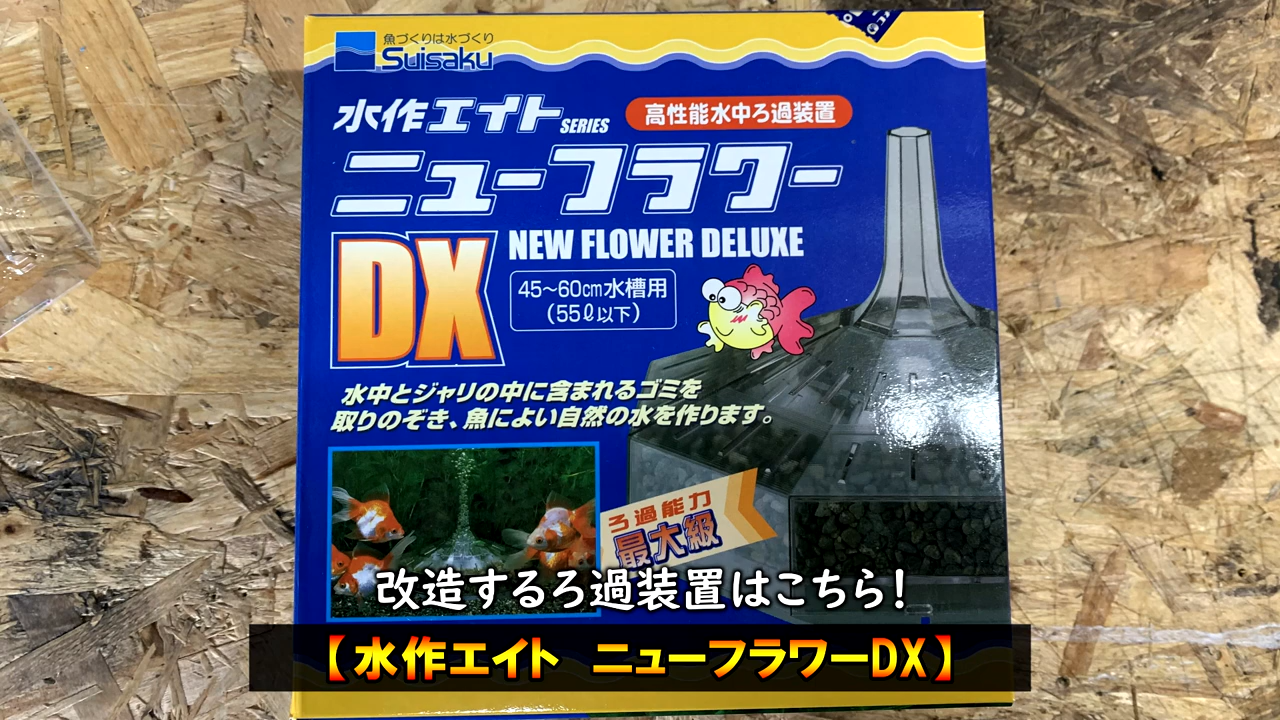 魚づくりは水づくり
Suisaku
水作エイト SERIES
高性能水中ろ過装置
ニューフラワー
DX
NEW FLOWER DELUXE
45～60cm水槽用
(55ℓ以下)
水中とジャリの中に含まれるゴミを
取りのぞき、魚によい自然の水を作ります。
ろ過能力
最大級
改造するろ過装置はこちら！
【水作エイト　ニューフラワーDX】